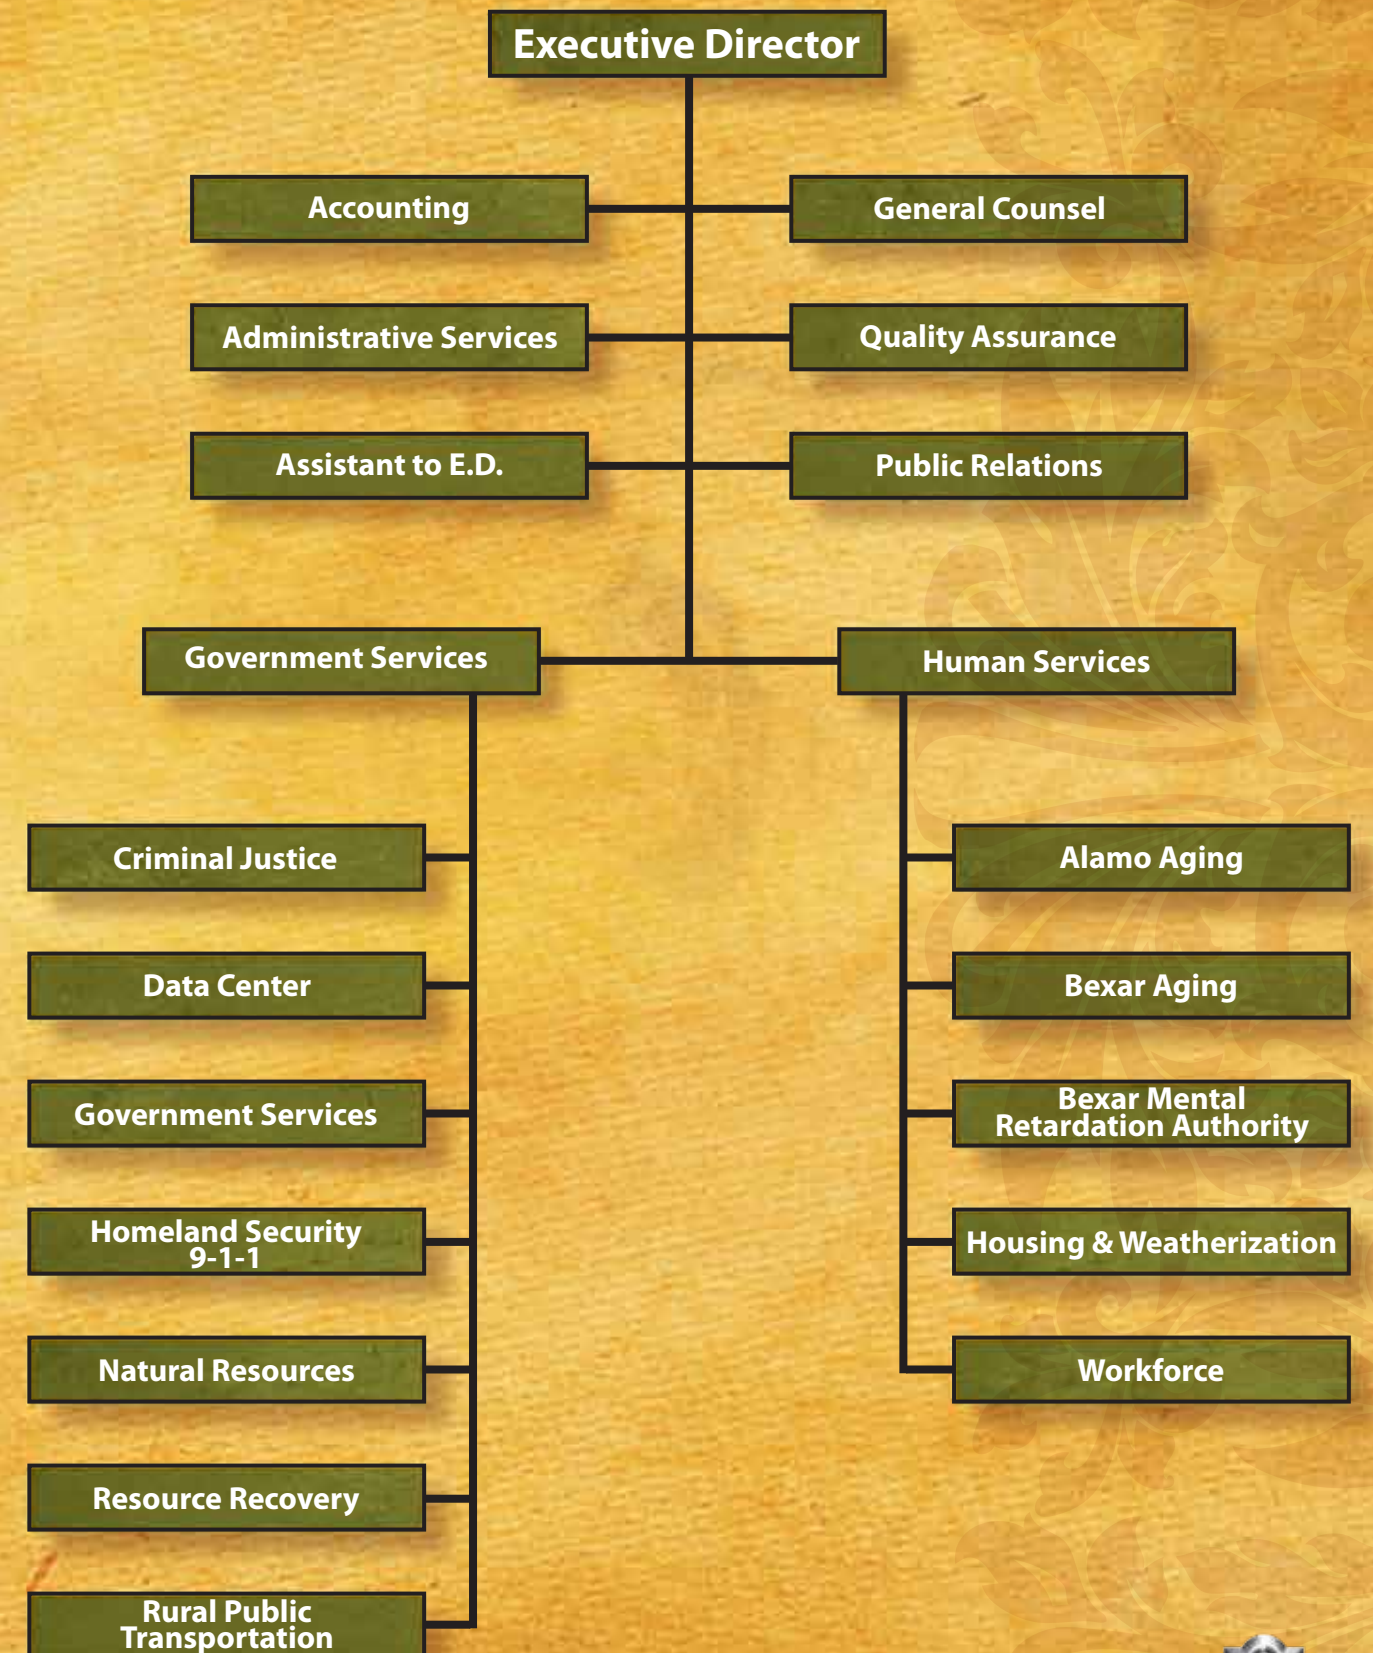 Executive Director
Accounting
General Counsel
Administrative Services
Quality Assurance
Assistant to E.D.
Public Relations
Government Services
Human Services
Criminal Justice
Data Center
Government Services
Homeland Security
9-1-1
Natural Resources
Resource Recovery
Rural Public
Transportation
Alamo Aging
Bexar Aging
Bexar Mental
Retardation Authority
Housing & Weatherization
Workforce